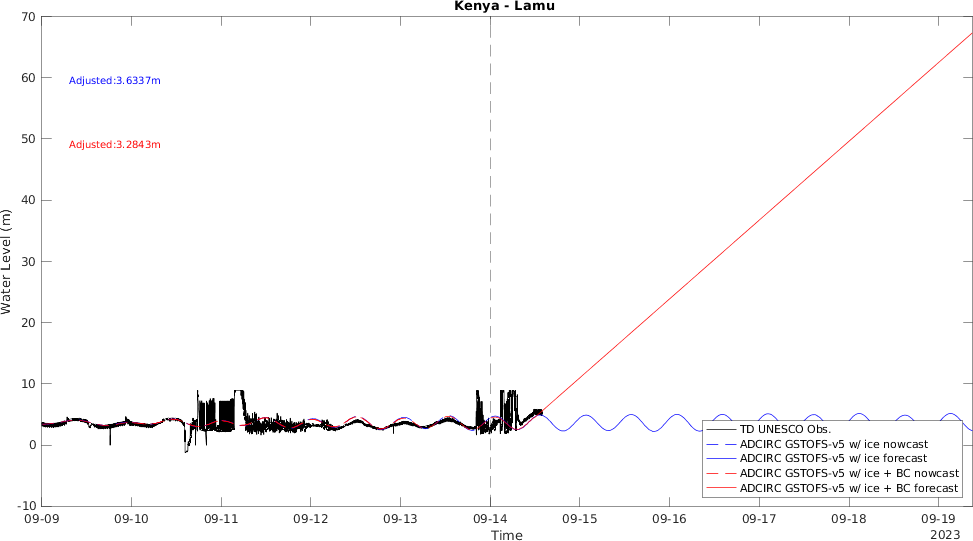 Kenya - Lamu
70
60
50
40
30
20
10
0
-10
Water Level (m)
Adjusted:3.6337m
Adjusted:3.2843m
TD UNESCO Obs.
ADCIRC GSTOFS-v5 w/ ice nowcast
ADCIRC GSTOFS-v5 w/ ice forecast
ADCIRC GSTOFS-v5 w/ ice + BC nowcast
ADCIRC GSTOFS-v5 w/ ice + BC forecast
09-09 09-10 09-11 09-12 09-13 09-14 09-15 09-16 09-17 09-18 09-19
Time
2023